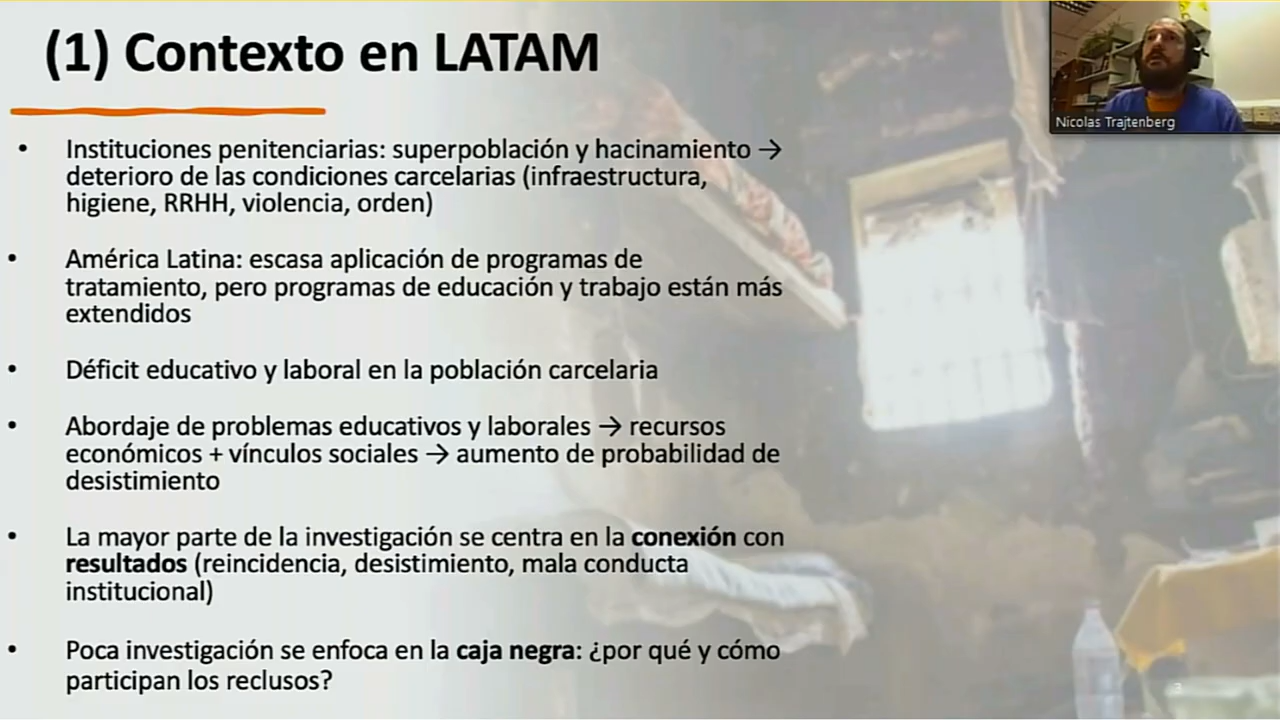 (1) Contexto en LATAM
Nicolas Trajtenberg
• Instituciones penitenciarias: superpoblación y hacinamiento →
deterioro de las condiciones carcelarias (infraestructura,
higiene, RRHH, violencia, orden)
• América Latina: escasa aplicación de programas de
tratamiento, pero programas de educación y trabajo están más
extendidos
• Déficit educativo y laboral en la población carcelaria
• Abordaje de problemas educativos y laborales → recursos
económicos + vínculos sociales → aumento de probabilidad de
desistimiento
• La mayor parte de la investigación se centra en la conexión con
resultados (reincidencia, desistimiento, mala conducta
institucional)
• Poca investigación se enfoca en la caja negra: ¿por qué y cómo
participan los reclusos?
3